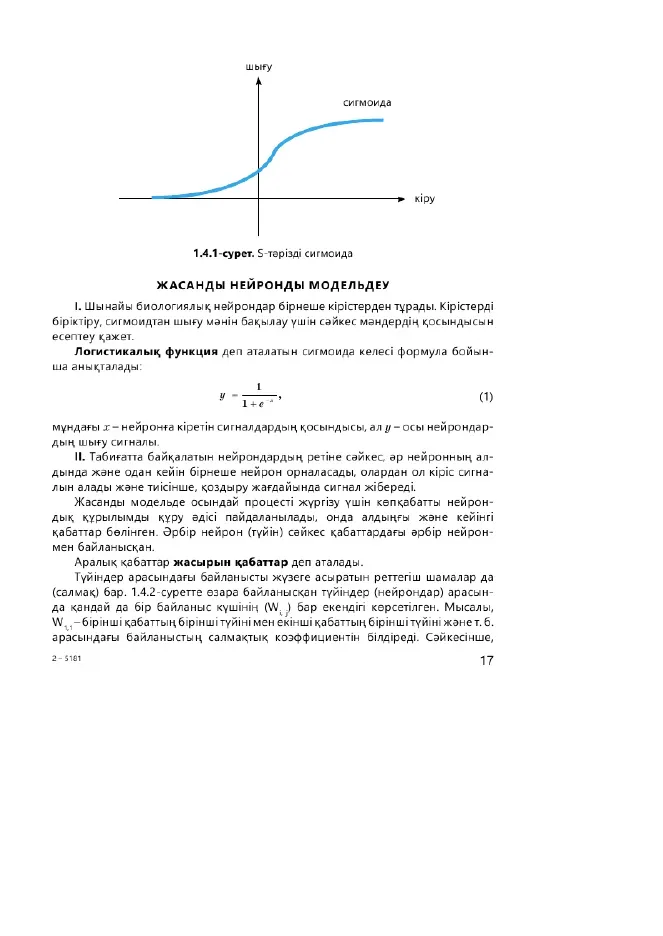 шығу
сигмоида
кіру
1.4.1-сурет. S-тәрізді сигмоида
ЖАСАНДЫ НЕЙРОНДЫ МОДЕЛЬДЕУ
I. Шынайы биологиялық нейрондар бірнеше кірістерден тұрады. Кірістерді
біріктіру, сигмоидтан шығу мәнін бақылау үшін сәйкес мәндердің қосындысын
есептеу қажет.
Логистикалық функция деп аталатын сигмоида келесі формула бойын-
ша анықталады:
y = 1 / (1 + e^{-x}), (1)
мұндағы x – нейронға кіретін сигналдардың қосындысы, ал y – осы нейрондар-
дың шығу сигналы.
II. Табиғатта байқалатын нейрондардың ретіне сәйкес, әр нейронның ал-
дында және одан кейін бірнеше нейрон орналасады, олардан ол кіріс сигна-
лын алады және тиісінше, қоздыру жағдайында сигнал жібереді.
Жасанды модельде осындай процесті жүргізу үшін көпқабатты нейрон-
дық құрылымды құру әдісі пайдаланылады, онда алдыңғы және кейінгі
қабаттар бөлінген. Әрбір нейрон (түйін) сәйкес қабаттардағы әрбір нейрон-
мен байланысқан.
Аралық қабаттар жасырын қабаттар деп аталады.
Түйіндер арасындағы байланысты жүзеге асыратын реттегіш шамалар да
(салмақ) бар. 1.4.2-суретте өзара байланысқан түйіндер (нейрондар) арасын-
да қандай да бір байланыс күшінің (W_{i, j}) бар екендігі көрсетілген. Мысалы,
W_{1,1} – бірінші қабаттың бірінші түйіні мен екінші қабаттың бірінші түйіні және т. б.
арасындағы байланыстың салмақтық коэффициентін білдіреді. Сәйкесінше,
2 – 5181
17